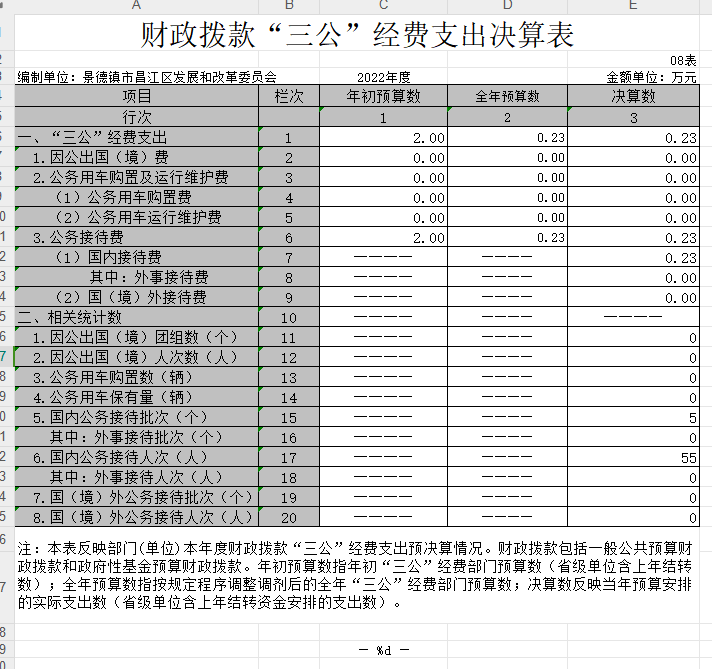 A B C D E
财政拨款“三公”经费支出决算表
08表
编制单位：景德镇市昌江区发展和改革委员会 2022年度 金额单位：万元
项目 栏次 年初预算数 全年预算数 决算数
行次 1 2 3
一、“三公”经费支出 1 2.00 0.23 0.23
1.因公出国（境）费 2 0.00 0.00 0.00
2.公务用车购置及运行维护费 3 0.00 0.00 0.00
（1）公务用车购置费 4 0.00 0.00 0.00
（2）公务用车运行维护费 5 0.00 0.00 0.00
3.公务接待费 6 2.00 0.23 0.23
（1）国内接待费 7 ———— ———— 0.23
其中：外事接待费 8 ———— ———— 0.00
（2）国（境）外接待费 9 ———— ———— 0.00
二、相关统计数 10 ———— ———— ————
1.因公出国（境）团组数（个） 11 ———— ———— 0
2.因公出国（境）人次数（人） 12 ———— ———— 0
3.公务用车购置数（辆） 13 ———— ———— 0
4.公务用车保有量（辆） 14 ———— ———— 0
5.国内公务接待批次（个） 15 ———— ———— 5
其中：外事接待批次（个） 16 ———— ———— 0
6.国内公务接待人次（人） 17 ———— ———— 55
其中：外事接待人次（人） 18 ———— ———— 0
7.国（境）外公务接待批次（个） 19 ———— ———— 0
8.国（境）外公务接待人次（人） 20 ———— ———— 0
注：本表反映部门(单位)本年度财政拨款“三公”经费支出预决算情况。财政拨款包括一般公共预算财
政拨款和政府性基金预算财政拨款。年初预算数指年初“三公”经费部门预算数（省级单位含上年结转
数）；全年预算数指按规定程序调整调剂后的全年“三公”经费部门预算数；决算数反映当年预算安排
的实际支出数（省级单位含上年结转资金安排的支出数）。
— %d —